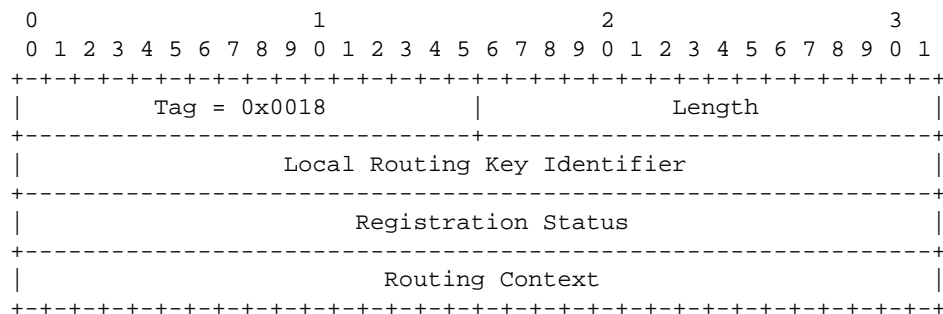 0                   1                   2                   3
 0 1 2 3 4 5 6 7 8 9 0 1 2 3 4 5 6 7 8 9 0 1 2 3 4 5 6 7 8 9 0 1
+-+-+-+-+-+-+-+-+-+-+-+-+-+-+-+-+-+-+-+-+-+-+-+-+-+-+-+-+-+-+-+-+
|         Tag = 0x0018          |             Length            |
+-------------------------------+-------------------------------+
|                  Local Routing Key Identifier                 |
+---------------------------------------------------------------+
|                       Registration Status                     |
+---------------------------------------------------------------+
|                         Routing Context                       |
+-+-+-+-+-+-+-+-+-+-+-+-+-+-+-+-+-+-+-+-+-+-+-+-+-+-+-+-+-+-+-+-+